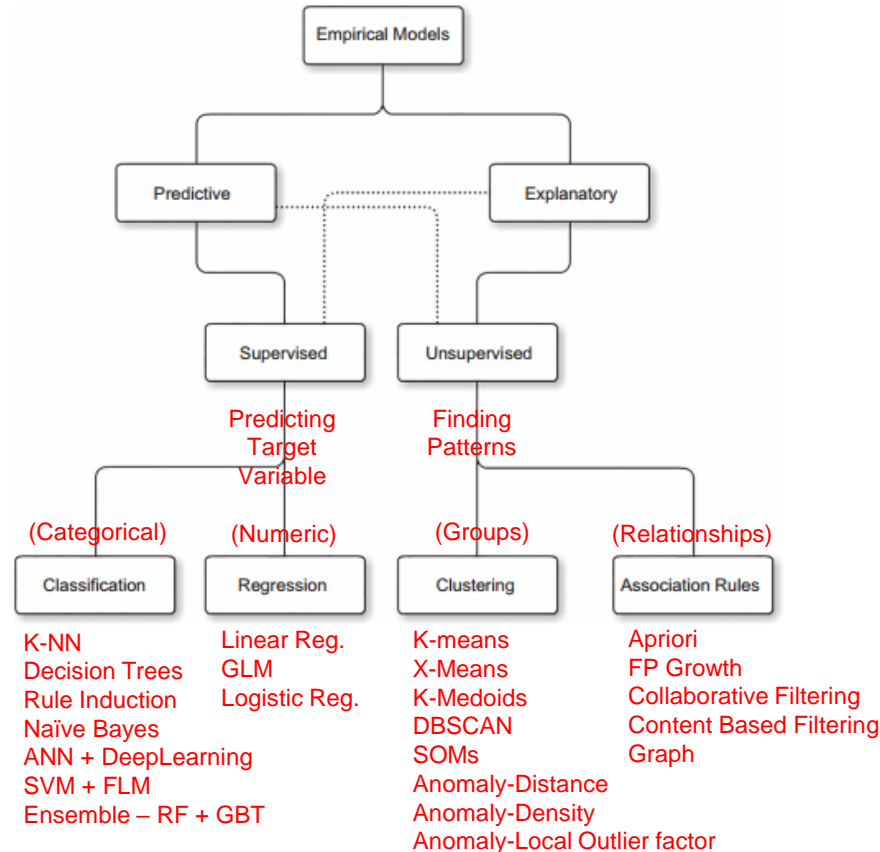 Empirical Models
Predictive
Explanatory
Supervised
Unsupervised
Predicting
Target
Variable
Finding
Patterns
(Categorical)
(Numeric)
(Groups)
(Relationships)
Classification
Regression
Clustering
Association Rules
K-NN
Decision Trees
Rule Induction
Naïve Bayes
ANN + DeepLearning
SVM + FLM
Ensemble – RF + GBT
Linear Reg.
GLM
Logistic Reg.
K-means
X-Means
K-Medoids
DBSCAN
SOMs
Anomaly-Distance
Anomaly-Density
Anomaly-Local Outlier factor
Apriori
FP Growth
Collaborative Filtering
Content Based Filtering
Graph